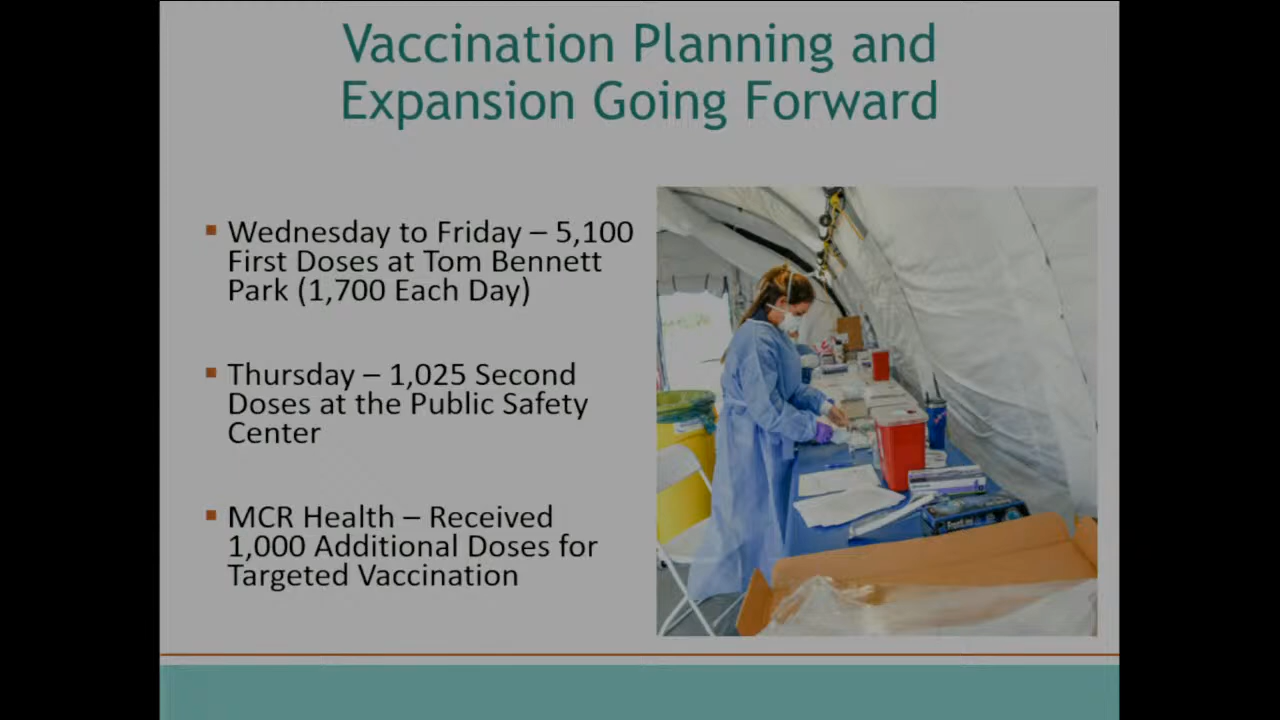 Vaccination Planning and
Expansion Going Forward
Wednesday to Friday – 5,100
First Doses at Tom Bennett
Park (1,700 Each Day)
Thursday – 1,025 Second
Doses at the Public Safety
Center
MCR Health – Received
1,000 Additional Doses for
Targeted Vaccination